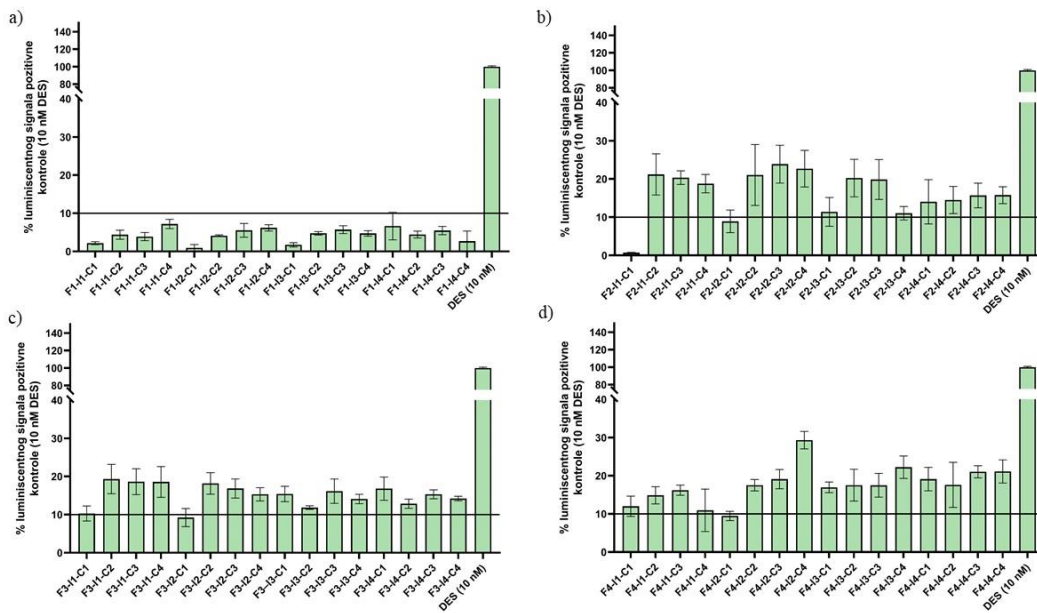 a)
% luminiscentnog signala pozitivne
kontrole (10 nM DES)
140
120
100
80
40
30
20
10
0
F1-I1-C1
F1-I1-C2
F1-I1-C3
F1-I1-C4
F1-I2-C1
F1-I2-C2
F1-I2-C3
F1-I2-C4
F1-I3-C1
F1-I3-C2
F1-I3-C3
F1-I3-C4
F1-I4-C1
F1-I4-C2
F1-I4-C3
F1-I4-C4
DES (10 nM)
b)
% luminiscentnog signala pozitivne
kontrole (10 nM DES)
140
120
100
80
40
30
20
10
0
F2-I1-C1
F2-I1-C2
F2-I1-C3
F2-I1-C4
F2-I2-C1
F2-I2-C2
F2-I2-C3
F2-I2-C4
F2-I3-C1
F2-I3-C2
F2-I3-C3
F2-I3-C4
F2-I4-C1
F2-I4-C2
F2-I4-C3
F2-I4-C4
DES (10 nM)
c)
% luminiscentnog signala pozitivne
kontrole (10 nM DES)
140
120
100
80
40
30
20
10
0
F3-I1-C1
F3-I1-C2
F3-I1-C3
F3-I1-C4
F3-I2-C1
F3-I2-C2
F3-I2-C3
F3-I2-C4
F3-I3-C1
F3-I3-C2
F3-I3-C3
F3-I3-C4
F3-I4-C1
F3-I4-C2
F3-I4-C3
F3-I4-C4
DES (10 nM)
d)
% luminiscentnog signala pozitivne
kontrole (10 nM DES)
140
120
100
80
40
30
20
10
0
F4-I1-C1
F4-I1-C2
F4-I1-C3
F4-I1-C4
F4-I2-C1
F4-I2-C2
F4-I2-C3
F4-I2-C4
F4-I3-C1
F4-I3-C2
F4-I3-C3
F4-I3-C4
F4-I4-C1
F4-I4-C2
F4-I4-C3
F4-I4-C4
DES (10 nM)